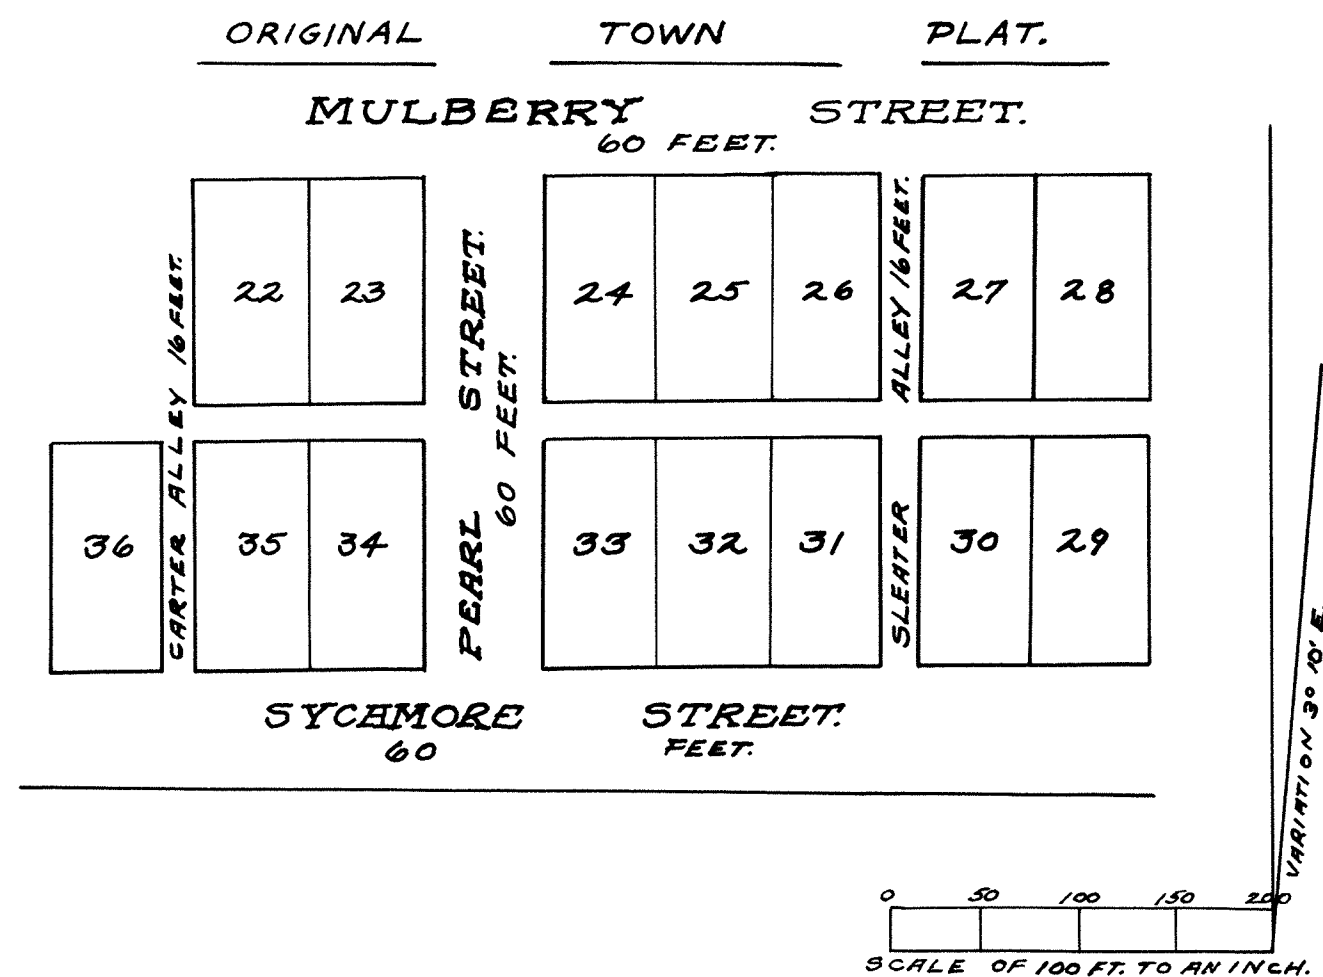 ORIGINAL TOWN PLAT.
MULBERRY STREET.
60 FEET.
22 23 24 25 26 27 28
CARTER ALLEY 16 FEET.
PEARL STREET.
60 FEET.
SLEATER ALLEY 16 FEET.
36 35 34 33 32 31 30 29
SYCAMORE STREET.
60 FEET.
VARIATION 3° 10' E.
0 50 100 150 200
SCALE OF 100 FT. TO AN INCH.